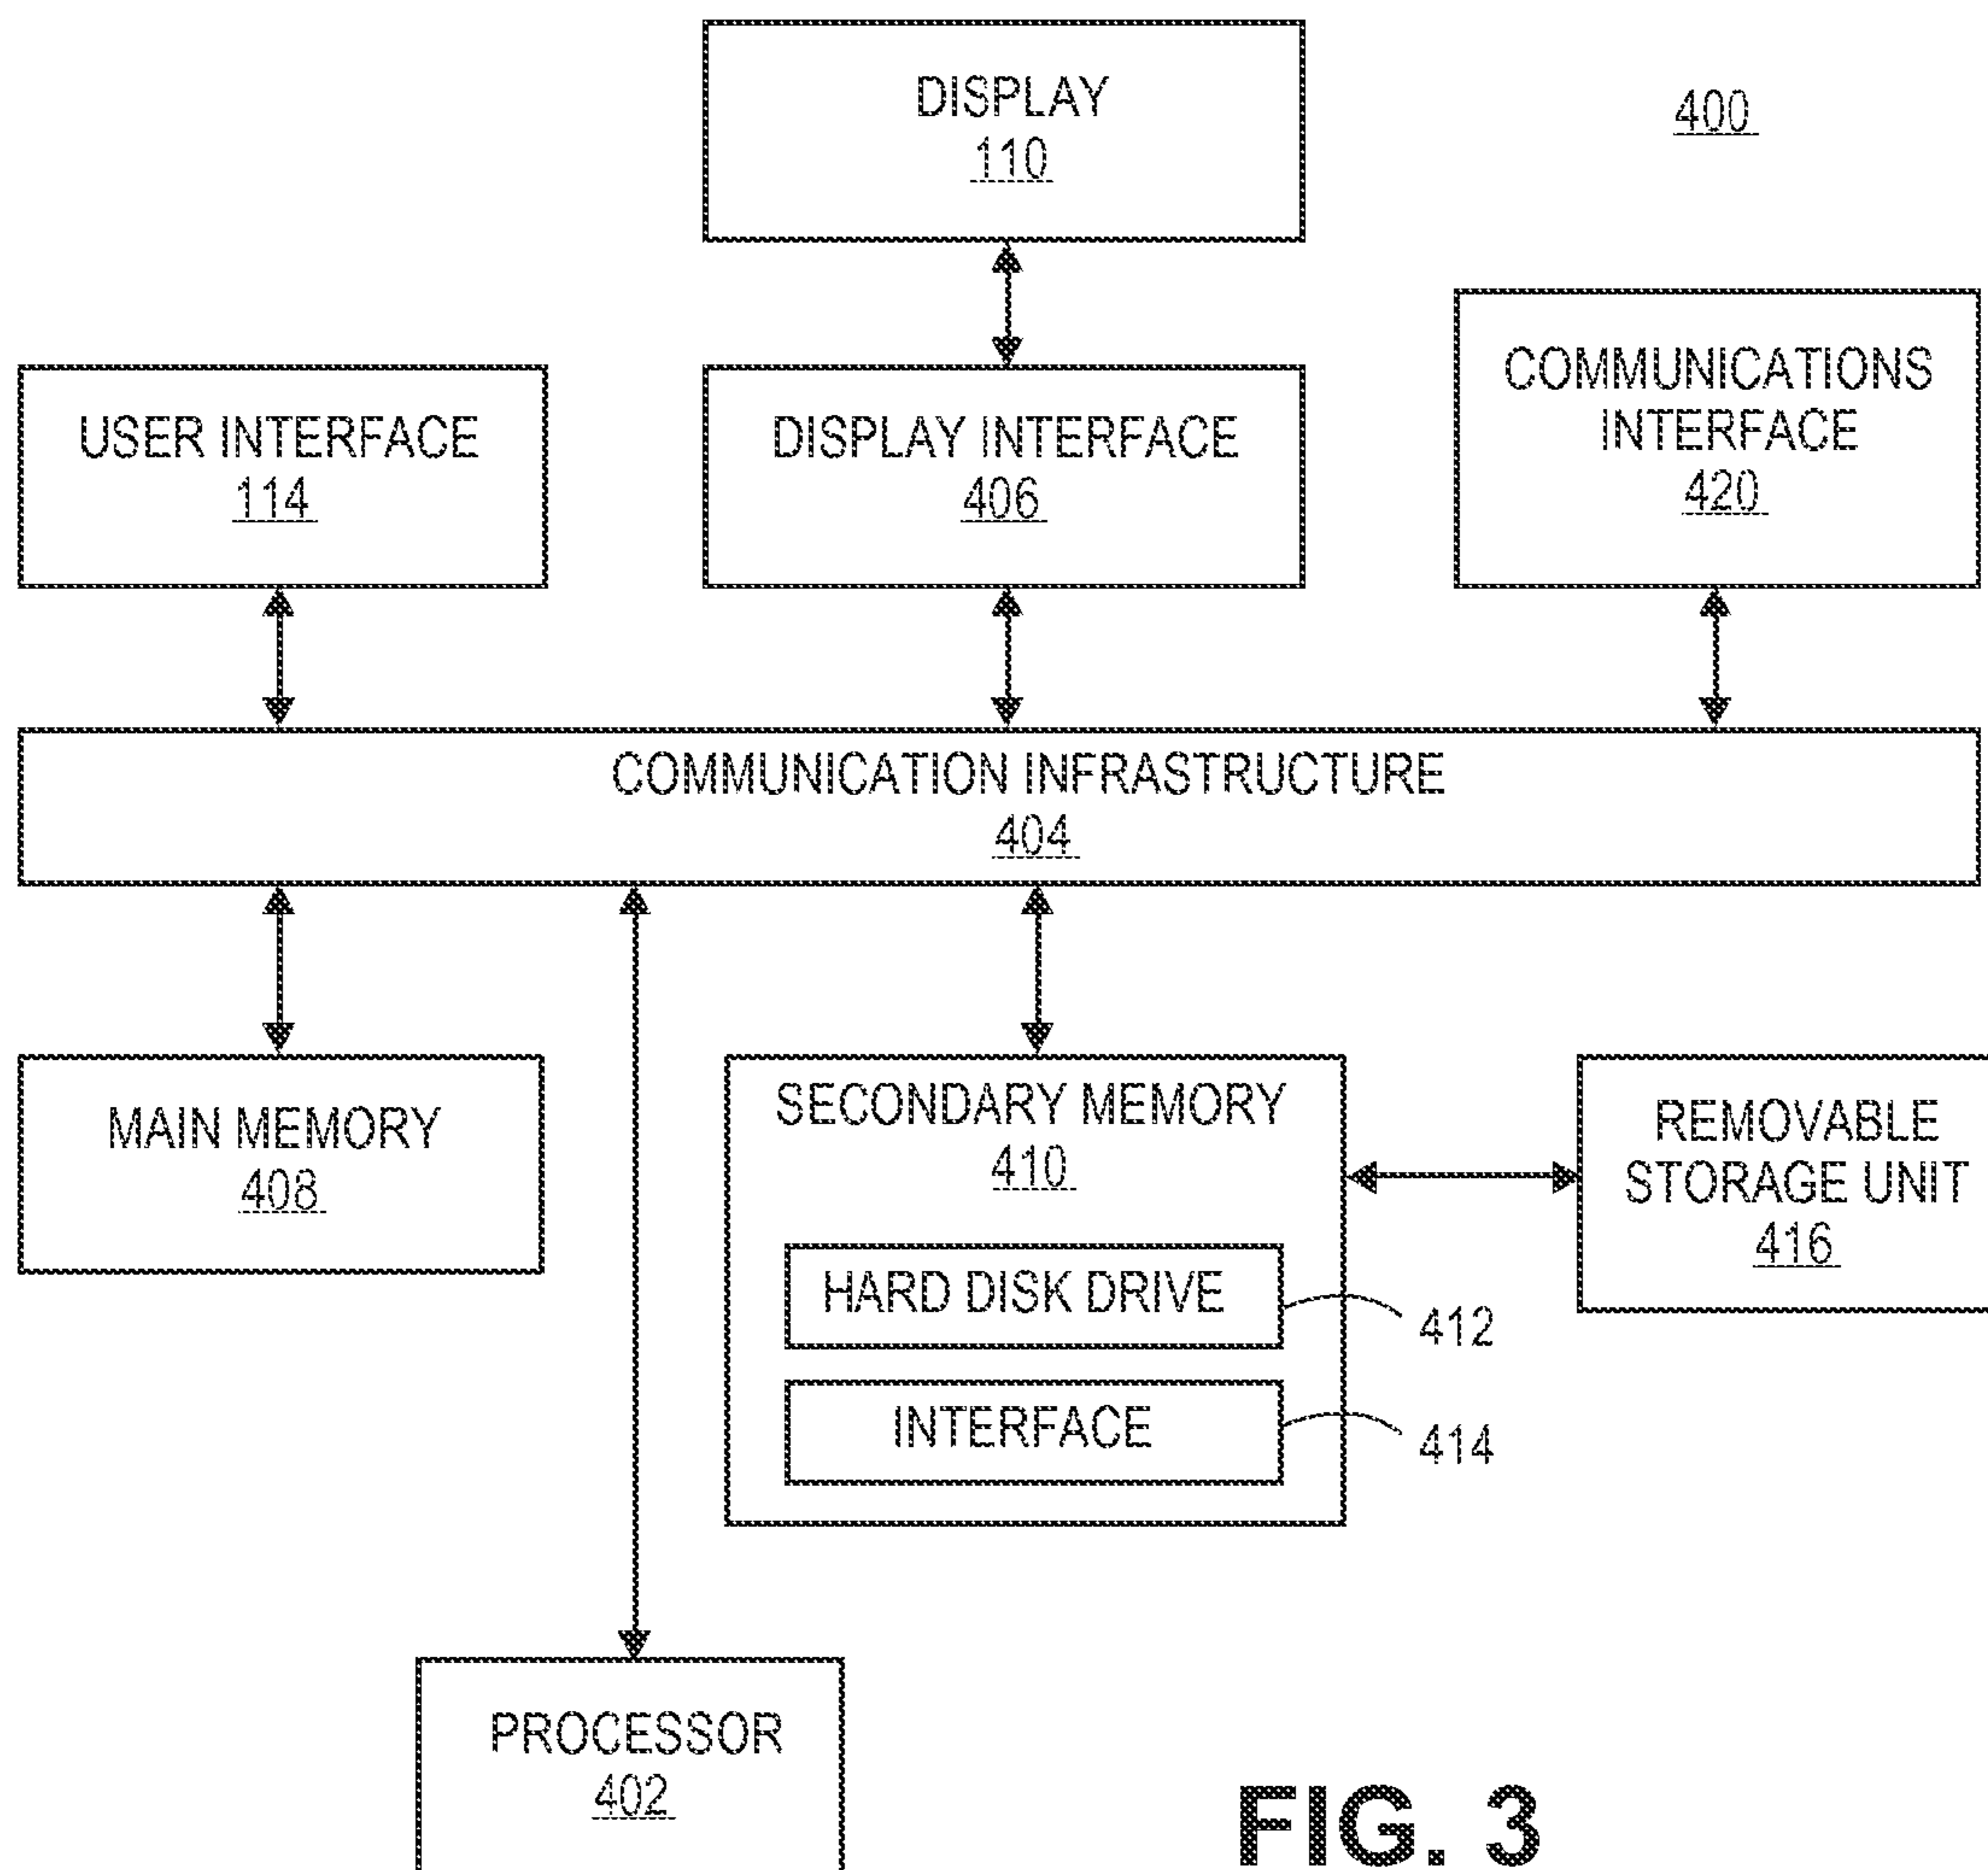 DISPLAY
110
400
USER INTERFACE
114
DISPLAY INTERFACE
406
COMMUNICATIONS
INTERFACE
420
COMMUNICATION INFRASTRUCTURE
404
MAIN MEMORY
408
SECONDARY MEMORY
410
HARD DISK DRIVE
412
INTERFACE
414
REMOVABLE
STORAGE UNIT
416
PROCESSOR
402
FIG. 3